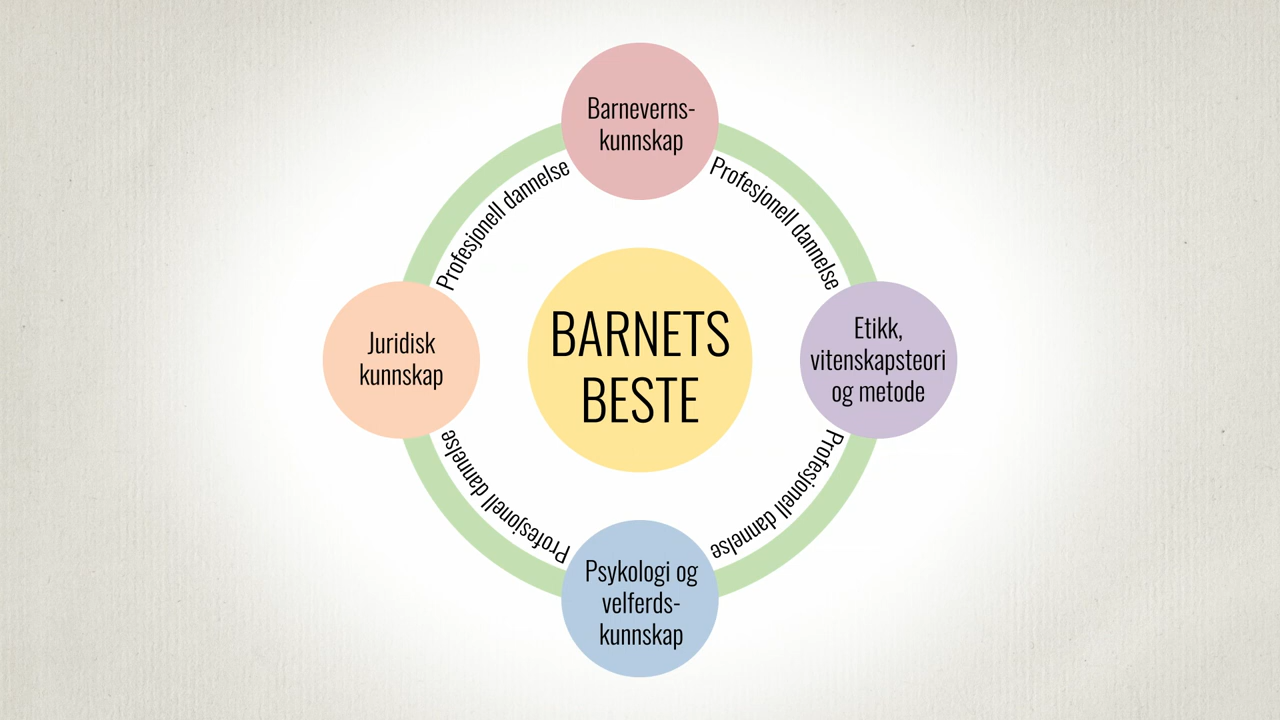 Barneverns-
kunnskap
Profesjonell dannelse
Profesjonell dannelse
Juridisk
kunnskap
BARNETS
BESTE
Etikk,
vitenskapsteori
og metode
Profesjonell dannelse
Profesjonell dannelse
Psykologi og
velferds-
kunnskap